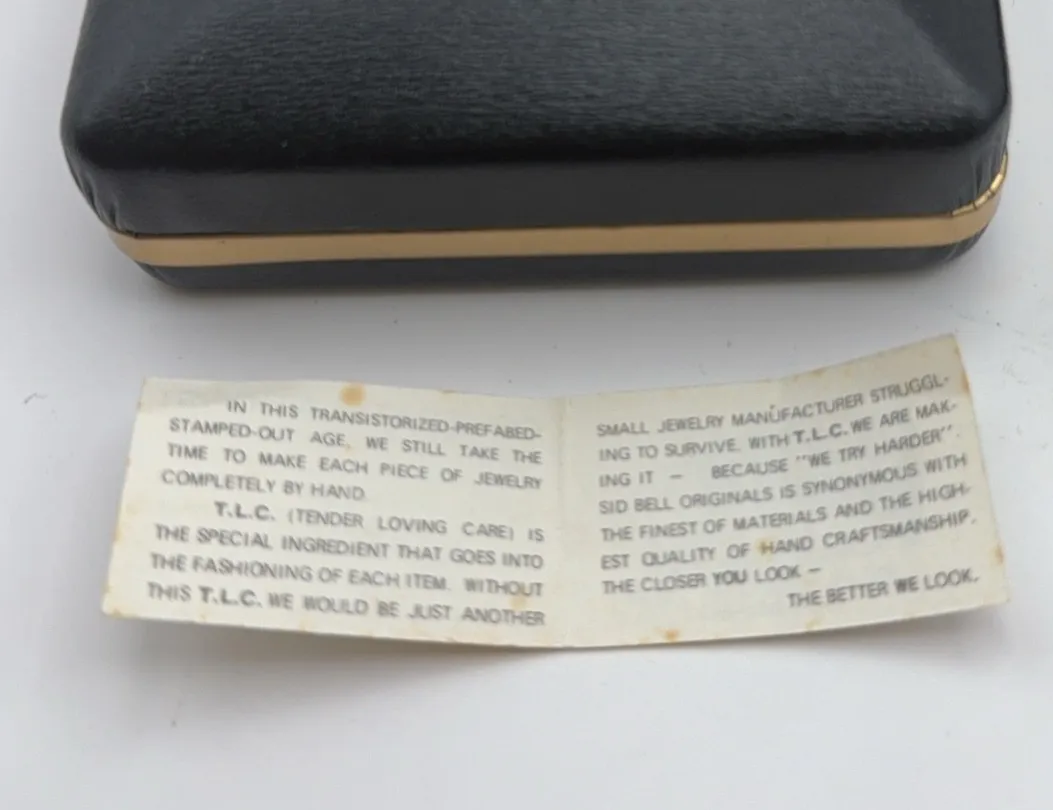 IN THIS TRANSISTORIZED-PREFABED-
STAMPED-OUT AGE, WE STILL TAKE THE
TIME TO MAKE EACH PIECE OF JEWELRY
COMPLETELY BY HAND.
T.L.C. (TENDER LOVING CARE) IS
THE SPECIAL INGREDIENT THAT GOES INTO
THE FASHIONING OF EACH ITEM. WITHOUT
THIS T.L.C. WE WOULD BE JUST ANOTHER
SMALL JEWELRY MANUFACTURER STRUGGL-
ING TO SURVIVE. WITH T.L.C. WE ARE MAK-
ING IT — BECAUSE "WE TRY HARDER".
SID BELL ORIGINALS IS SYNONYMOUS WITH
THE FINEST OF MATERIALS AND THE HIGH-
EST QUALITY OF HAND CRAFTSMANSHIP.
THE CLOSER YOU LOOK —
THE BETTER WE LOOK.